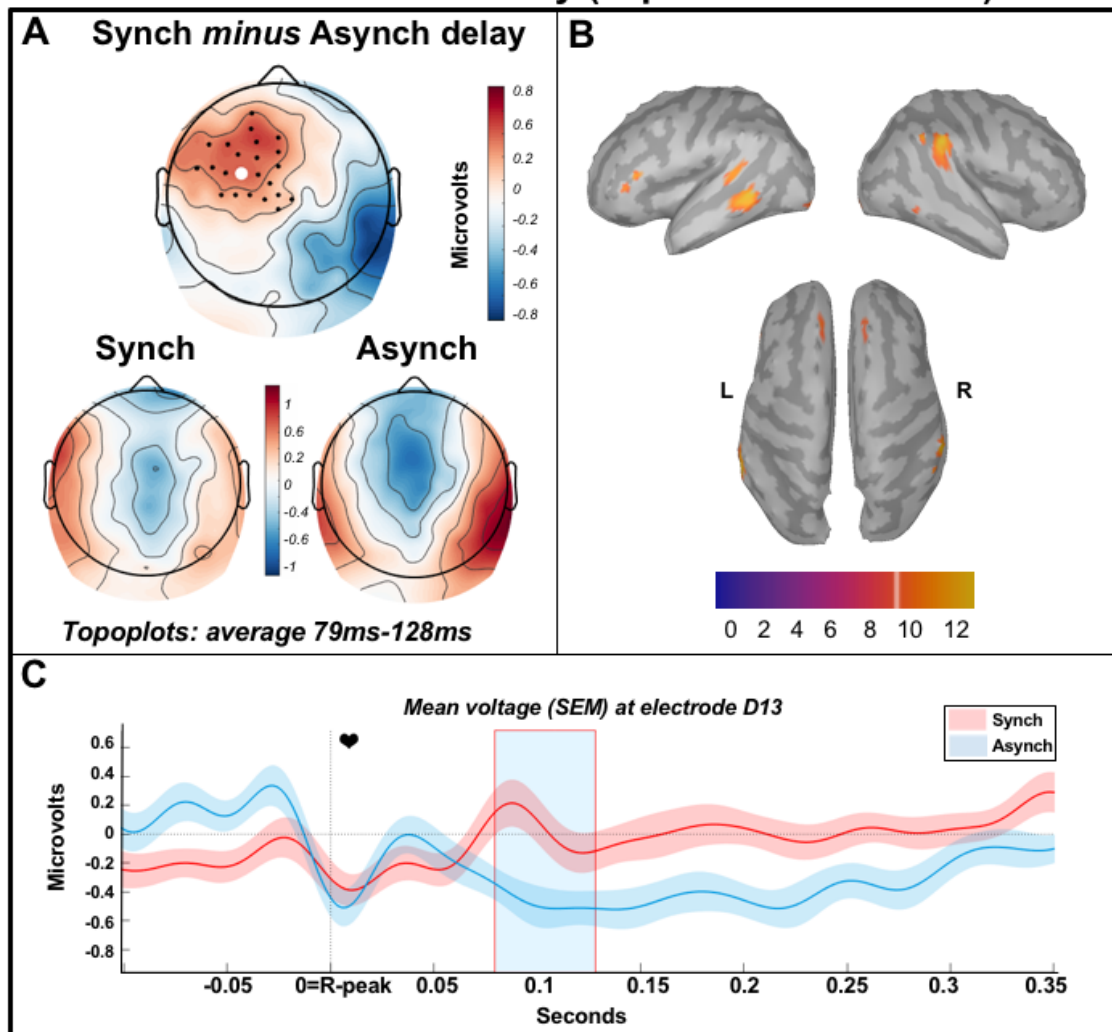 A
Synch minus Asynch delay
Microvolts
0.8
0.6
0.2
0
-0.2
-0.4
-0.6
-0.8
Synch
Asynch
1
0.6
0.2
0
-0.4
-0.6
-1
Topoplots: average 79ms-128ms
B
L
R
0 2 4 6 8 10 12
C
Mean voltage (SEM) at electrode D13
Synch
Asynch
Microvolts
0.6
0.4
0.2
0
-0.2
-0.4
-0.6
-0.8
-0.05 0=R-peak 0.05 0.1 0.15 0.2 0.25 0.3 0.35
Seconds